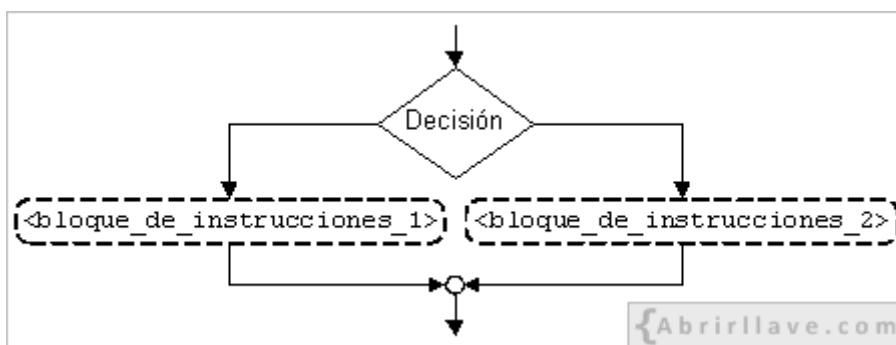 Decisión
<bloque_de_instrucciones_1> <bloque_de_instrucciones_2>
{Abrirllave.com